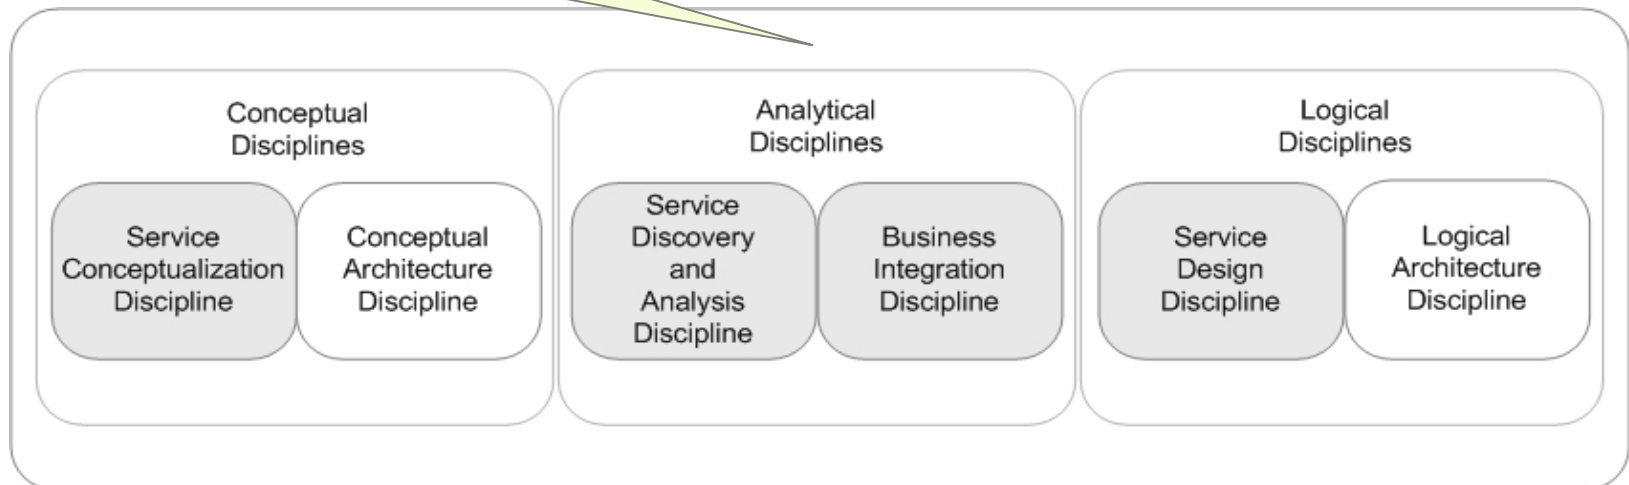 Conceptual
Disciplines
Service
Conceptualization
Discipline
Conceptual
Architecture
Discipline
Analytical
Disciplines
Service
Discovery
and
Analysis
Discipline
Business
Integration
Discipline
Logical
Disciplines
Service
Design
Discipline
Logical
Architecture
Discipline